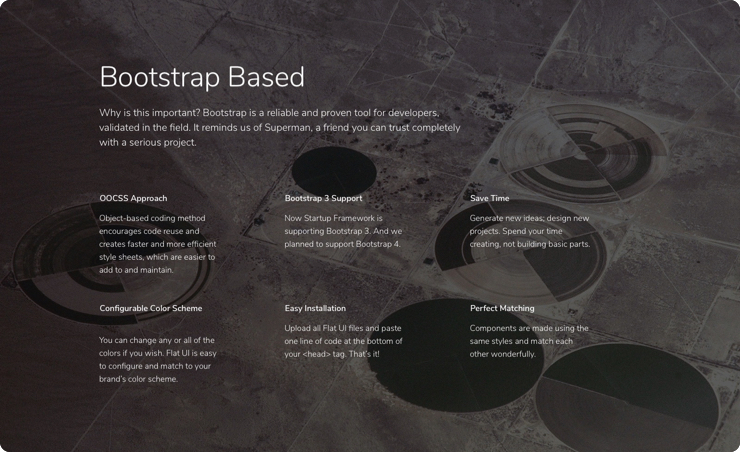 Bootstrap Based
Why is this important? Bootstrap is a reliable and proven tool for developers,
validated in the field. It reminds us of Superman, a friend you can trust completely
with a serious project.
OOCSS Approach
Object-based coding method
encourages code reuse and
creates faster and more efficient
style sheets, which are easier to
add to and maintain.
Bootstrap 3 Support
Now Startup Framework is
supporting Bootstrap 3. And we
planned to support Bootstrap 4.
Save Time
Generate new ideas; design new
projects. Spend your time
creating, not building basic parts.
Configurable Color Scheme
You can change any or all of the
colors if you wish. Flat UI is easy
to configure and match to your
brand's color scheme.
Easy Installation
Upload all Flat UI files and paste
one line of code at the bottom of
your <head> tag. That's it!
Perfect Matching
Components are made using the
same styles and match each
other wonderfully.